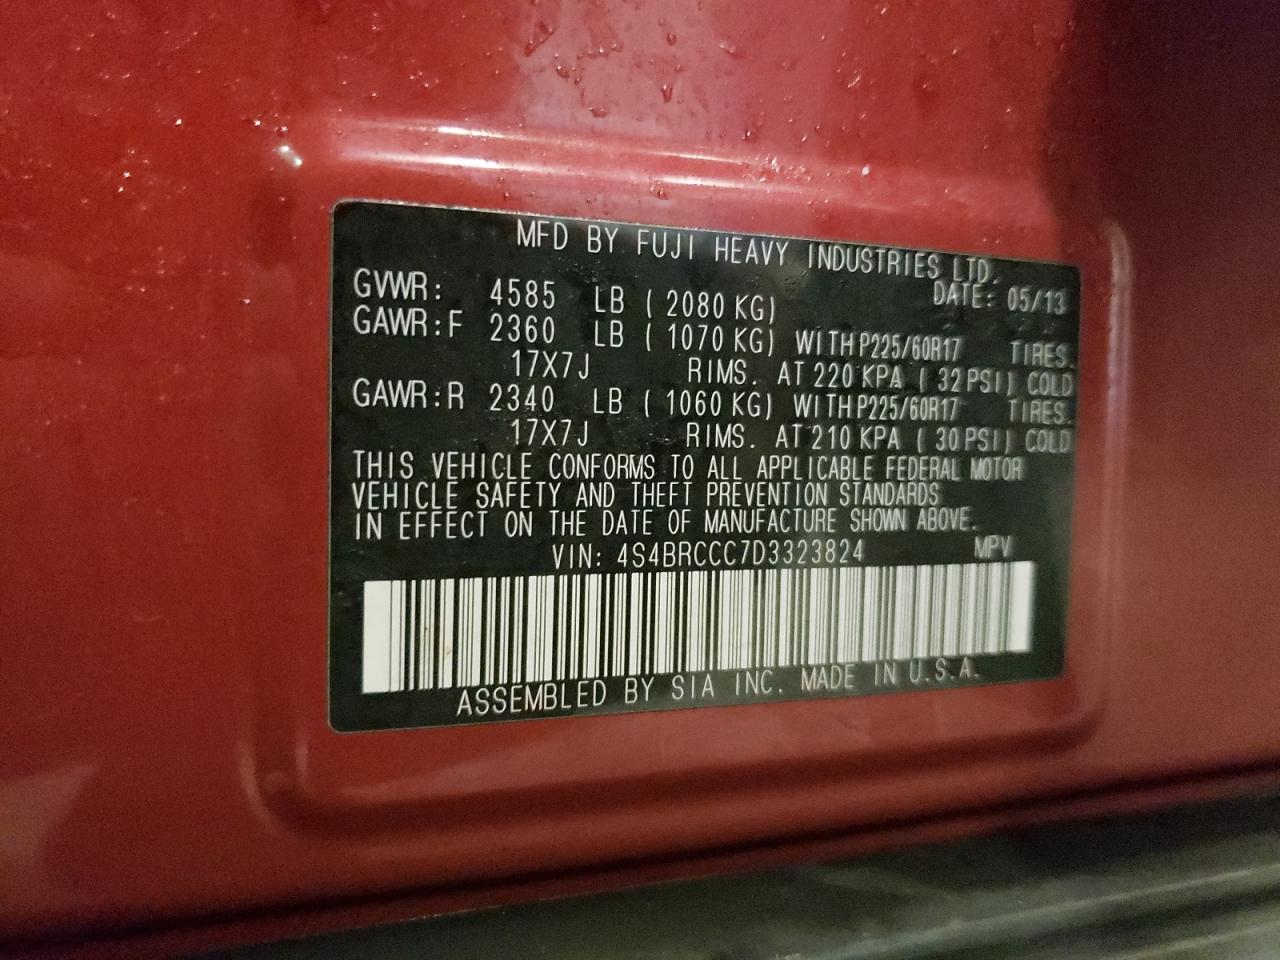 MFD BY FUJI HEAVY INDUSTRIES LTD.
DATE: 05/13
GVWR: 4585 LB ( 2080 KG)
GAWR:F 2360 LB ( 1070 KG) WITH P225/60R17 TIRES.
17X7J RIMS. AT 220 KPA ( 32 PSI) COLD
GAWR:R 2340 LB ( 1060 KG) WITH P225/60R17 TIRES.
17X7J RIMS. AT 210 KPA ( 30 PSI) COLD
THIS VEHICLE CONFORMS TO ALL APPLICABLE FEDERAL MOTOR
VEHICLE SAFETY AND THEFT PREVENTION STANDARDS
IN EFFECT ON THE DATE OF MANUFACTURE SHOWN ABOVE.
VIN: 4S4BRCCC7D3323824 MPV
ASSEMBLED BY SIA INC. MADE IN U.S.A.